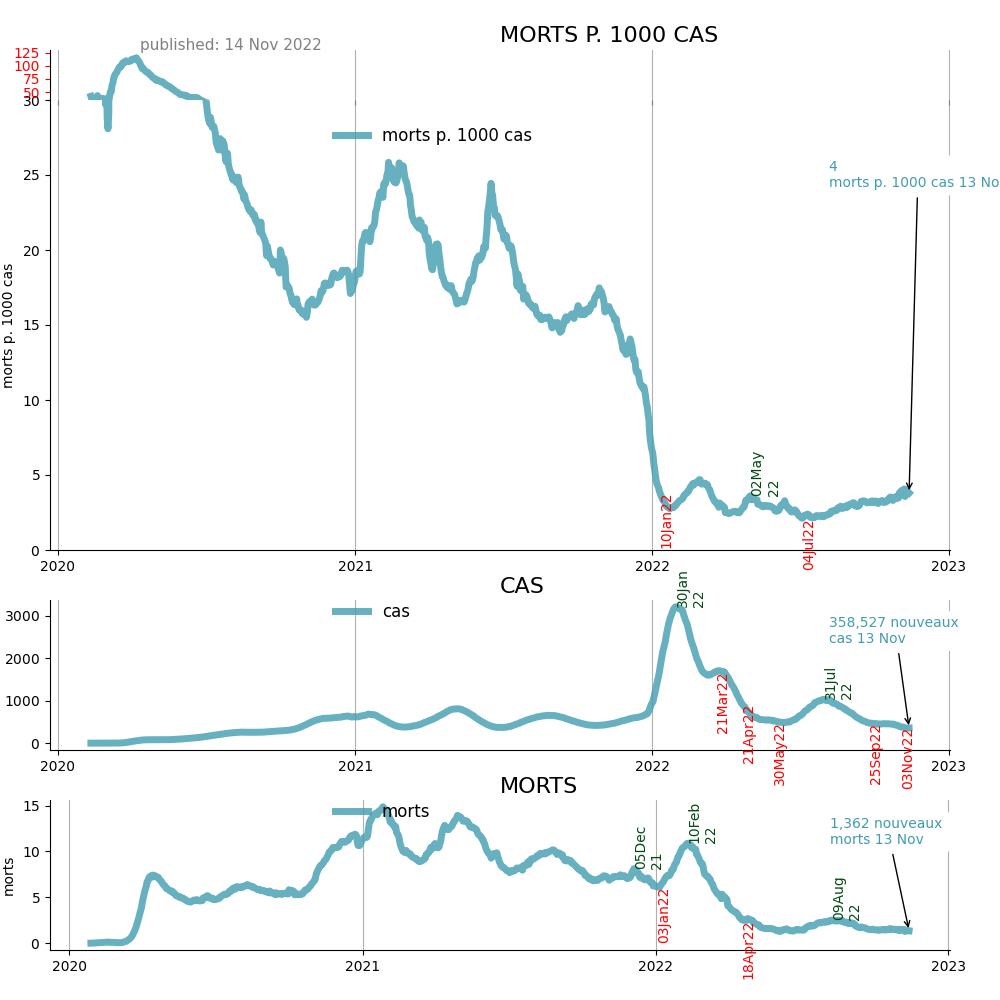 MORTS P. 1000 CAS
published: 14 Nov 2022
125
100
75
50
30
25
20
15
10
5
0
morts p. 1000 cas
morts p. 1000 cas
4
morts p. 1000 cas 13 No
10Jan22
02May
22
04Jul22
2020
2021
2022
2023
CAS
cas
3000
2000
1000
0
30Jan
22
21Mar22
21Apr22
30May22
31Jul
22
25Sep22
03Nov22
358,527 nouveaux
cas 13 Nov
2020
2021
2022
2023
MORTS
morts
15
10
5
0
morts
05Dec
21
03Jan22
10Feb
22
18Apr22
09Aug
22
1,362 nouveaux
morts 13 Nov
2020
2021
2022
2023